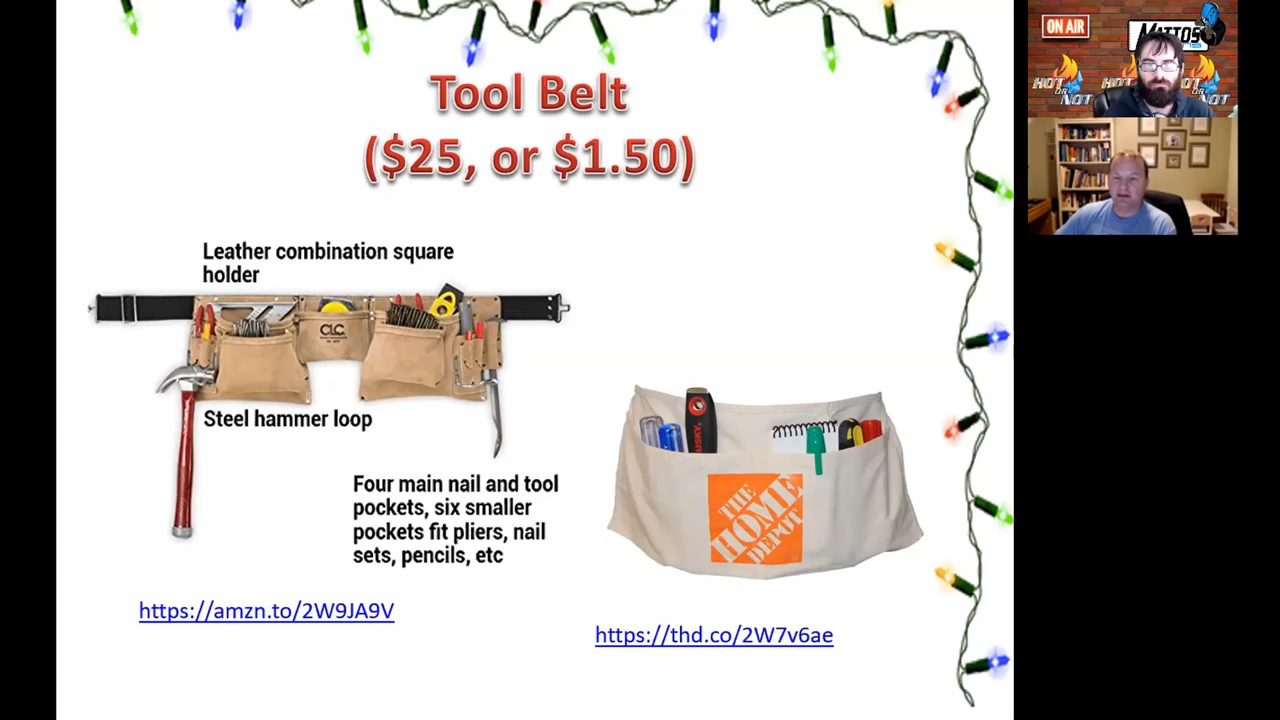 Tool Belt
($25, or $1.50)
Leather combination square
holder
CLC
Steel hammer loop
Four main nail and tool
pockets, six smaller
pockets fit pliers, nail
sets, pencils, etc
https://amzn.to/2W9JA9V
HUSKY
THE
HOME
DEPOT
https://thd.co/2W7v6ae
ON AIR
MATTOS
HOT
OR
NOT
HOT
OR
NOT